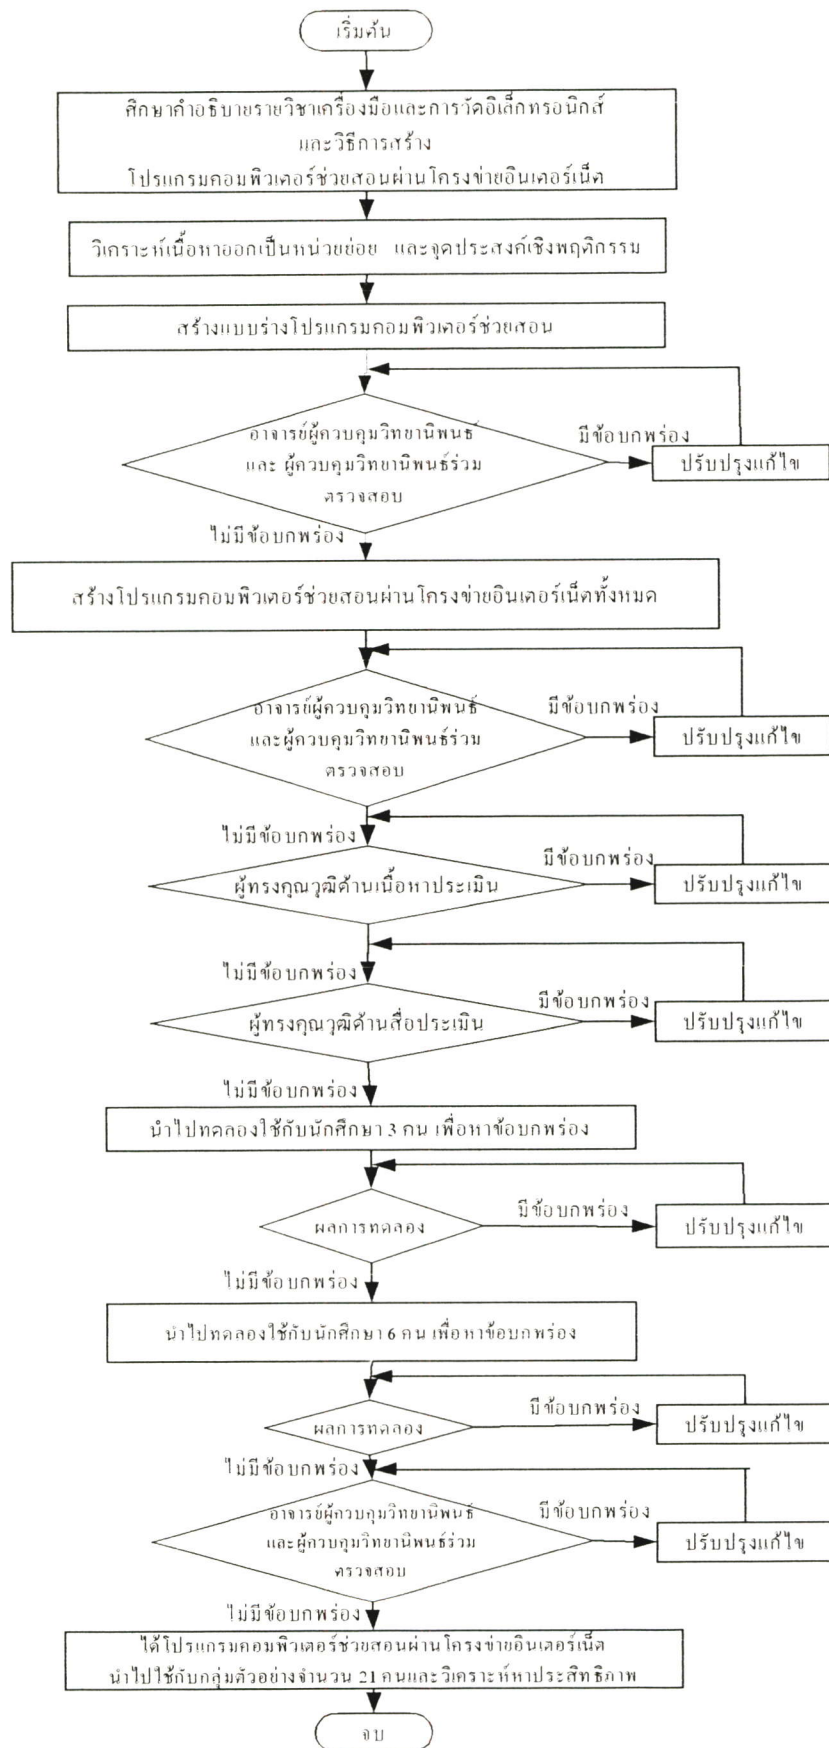 เริ่มต้น
ศึกษาคำอธิบายรายวิชาเครื่องมือและการวัดอิเล็กทรอนิกส์
และวิธีการสร้าง
โปรแกรมคอมพิวเตอร์ช่วยสอนผ่านโครงข่ายอินเตอร์เน็ต
วิเคราะห์เนื้อหาออกเป็นหน่วยย่อย และจุดประสงค์เชิงพฤติกรรม
สร้างแบบร่างโปรแกรมคอมพิวเตอร์ช่วยสอน
อาจารย์ผู้ควบคุมวิทยานิพนธ์
และ ผู้ควบคุมวิทยานิพนธ์ร่วม
ตรวจสอบ
มีข้อบกพร่อง
ปรับปรุงแก้ไข
ไม่มีข้อบกพร่อง
สร้างโปรแกรมคอมพิวเตอร์ช่วยสอนผ่านโครงข่ายอินเตอร์เน็ตทั้งหมด
อาจารย์ผู้ควบคุมวิทยานิพนธ์
และผู้ควบคุมวิทยานิพนธ์ร่วม
ตรวจสอบ
มีข้อบกพร่อง
ปรับปรุงแก้ไข
ไม่มีข้อบกพร่อง
ผู้ทรงคุณวุฒิด้านเนื้อหาประเมิน
มีข้อบกพร่อง
ปรับปรุงแก้ไข
ไม่มีข้อบกพร่อง
ผู้ทรงคุณวุฒิด้านสื่อประเมิน
มีข้อบกพร่อง
ปรับปรุงแก้ไข
ไม่มีข้อบกพร่อง
นำไปทดลองใช้กับนักศึกษา 3 คน เพื่อหาข้อบกพร่อง
ผลการทดลอง
มีข้อบกพร่อง
ปรับปรุงแก้ไข
ไม่มีข้อบกพร่อง
นำไปทดลองใช้กับนักศึกษา 6 คน เพื่อหาข้อบกพร่อง
ผลการทดลอง
มีข้อบกพร่อง
ปรับปรุงแก้ไข
ไม่มีข้อบกพร่อง
อาจารย์ผู้ควบคุมวิทยานิพนธ์
และผู้ควบคุมวิทยานิพนธ์ร่วม
ตรวจสอบ
มีข้อบกพร่อง
ปรับปรุงแก้ไข
ไม่มีข้อบกพร่อง
ได้โปรแกรมคอมพิวเตอร์ช่วยสอนผ่านโครงข่ายอินเตอร์เน็ต
นำไปใช้กับกลุ่มตัวอย่างจำนวน 21 คนและวิเคราะห์หาประสิทธิภาพ
จบ